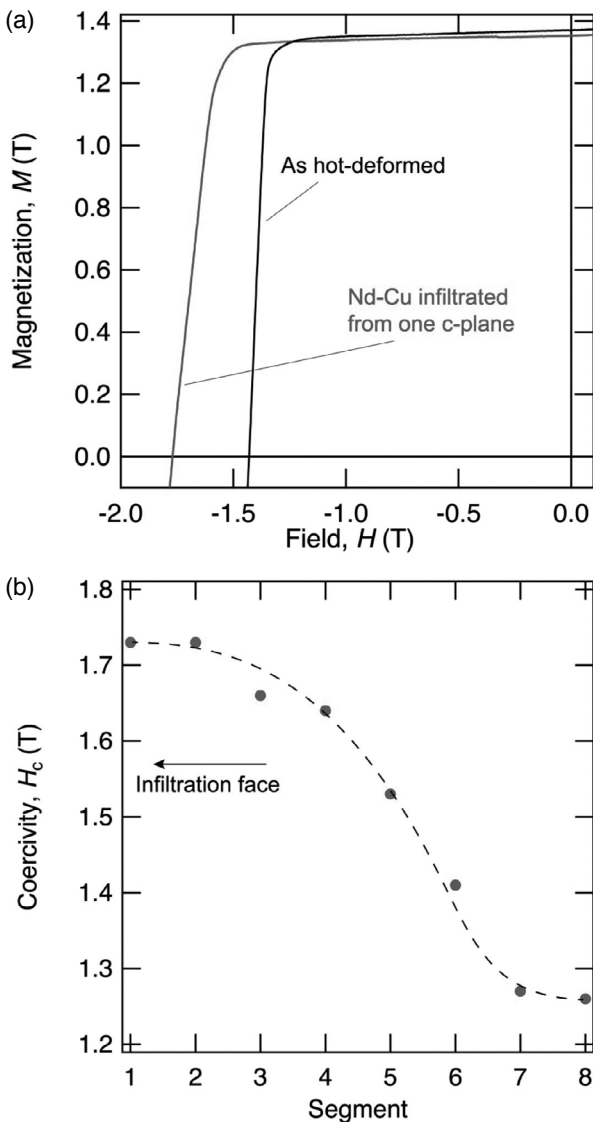 (a)
1.4
1.2
1.0
0.8
0.6
0.4
0.2
0.0
Magnetization, M (T)
As hot-deformed
Nd-Cu infiltrated
from one c-plane
-2.0 -1.5 -1.0 -0.5 0.0
Field, H (T)
(b)
1.8
1.7
1.6
1.5
1.4
1.3
1.2
Coercivity, Hc (T)
Infiltration face
1 2 3 4 5 6 7 8
Segment